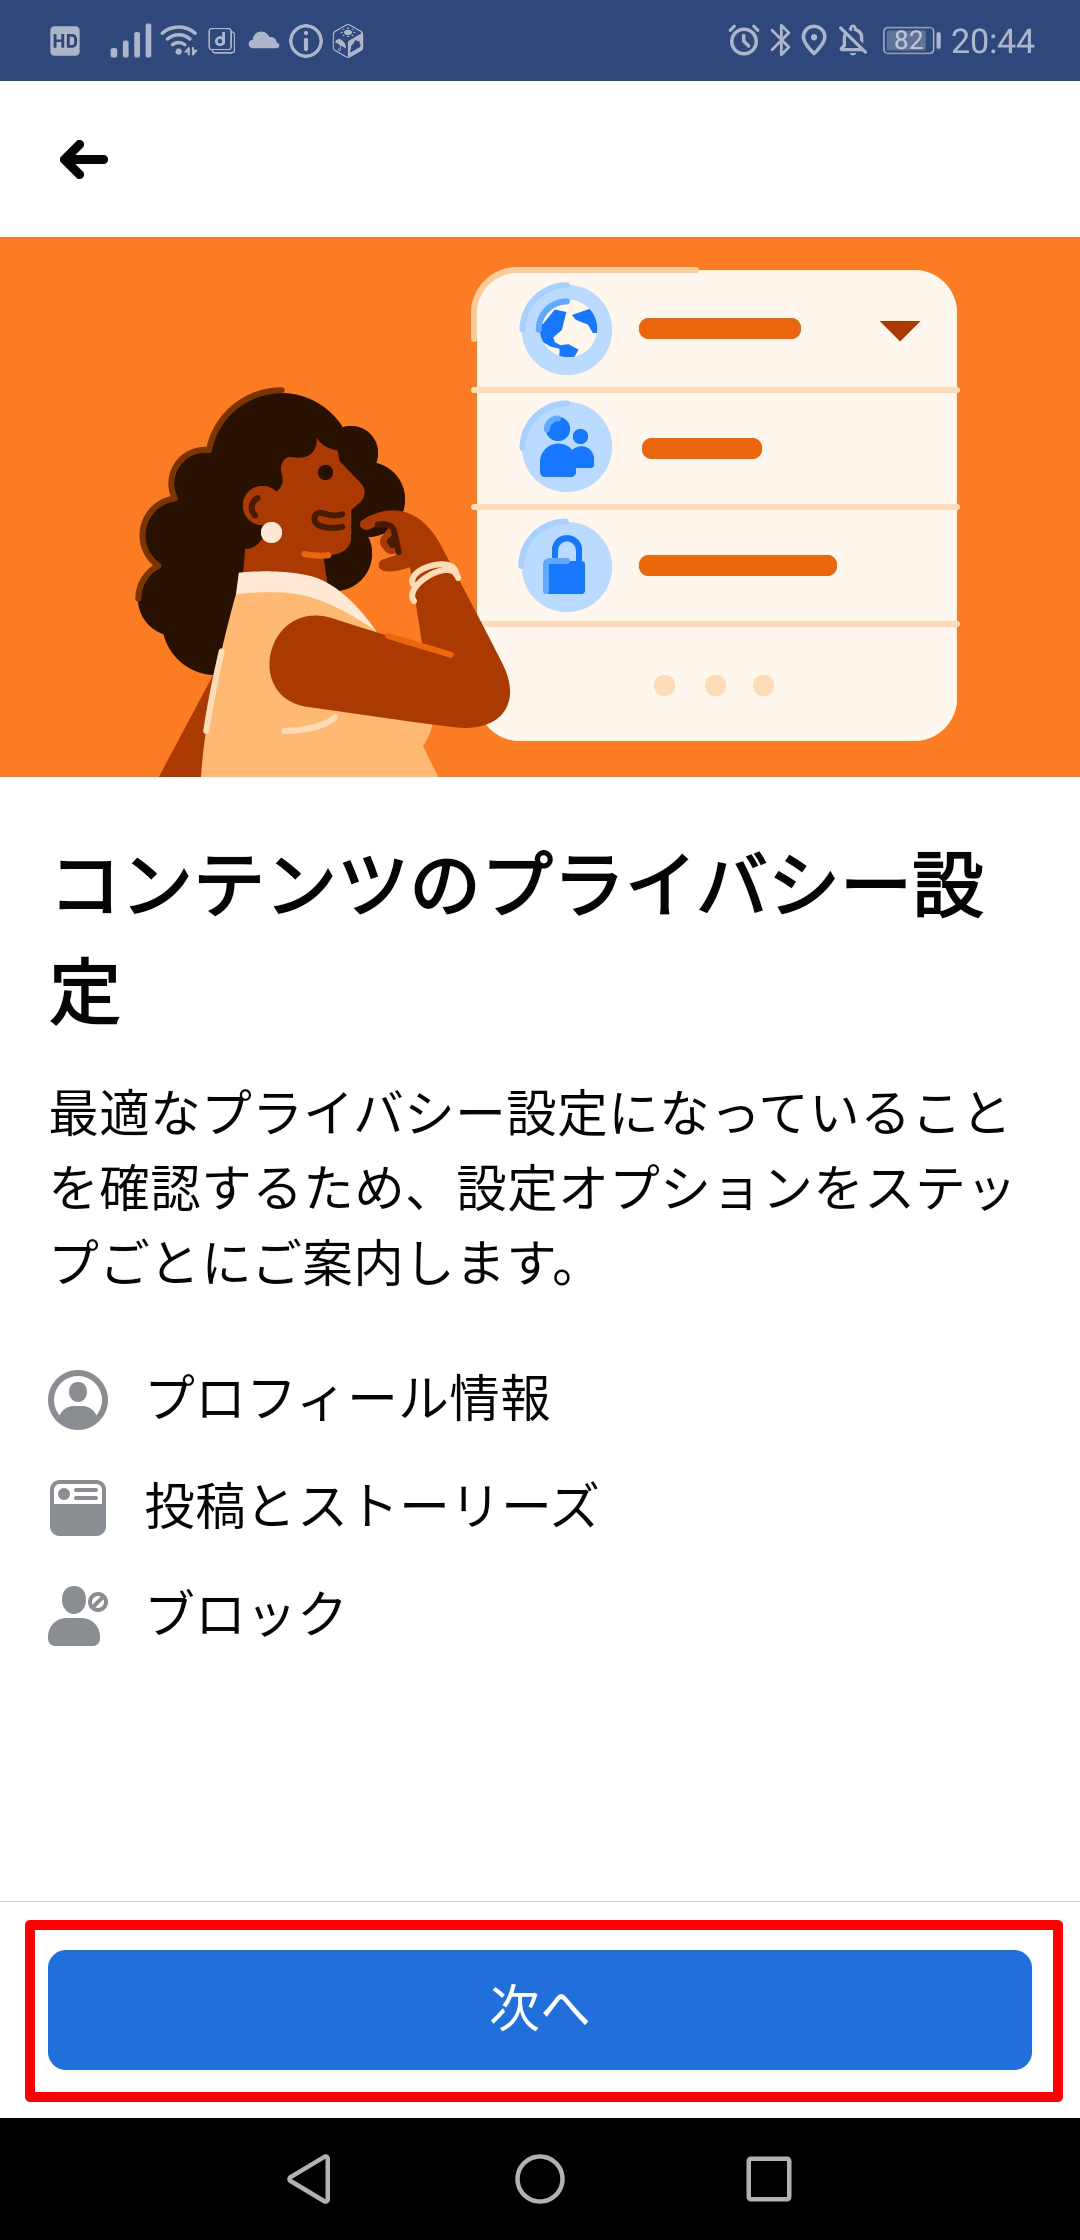 HD 82 20:44
コンテンツのプライバシー設
定
最適なプライバシー設定になっていること
を確認するため、設定オプションをステッ
プごとにご案内します。
プロフィール情報
投稿とストーリーズ
ブロック
次へ